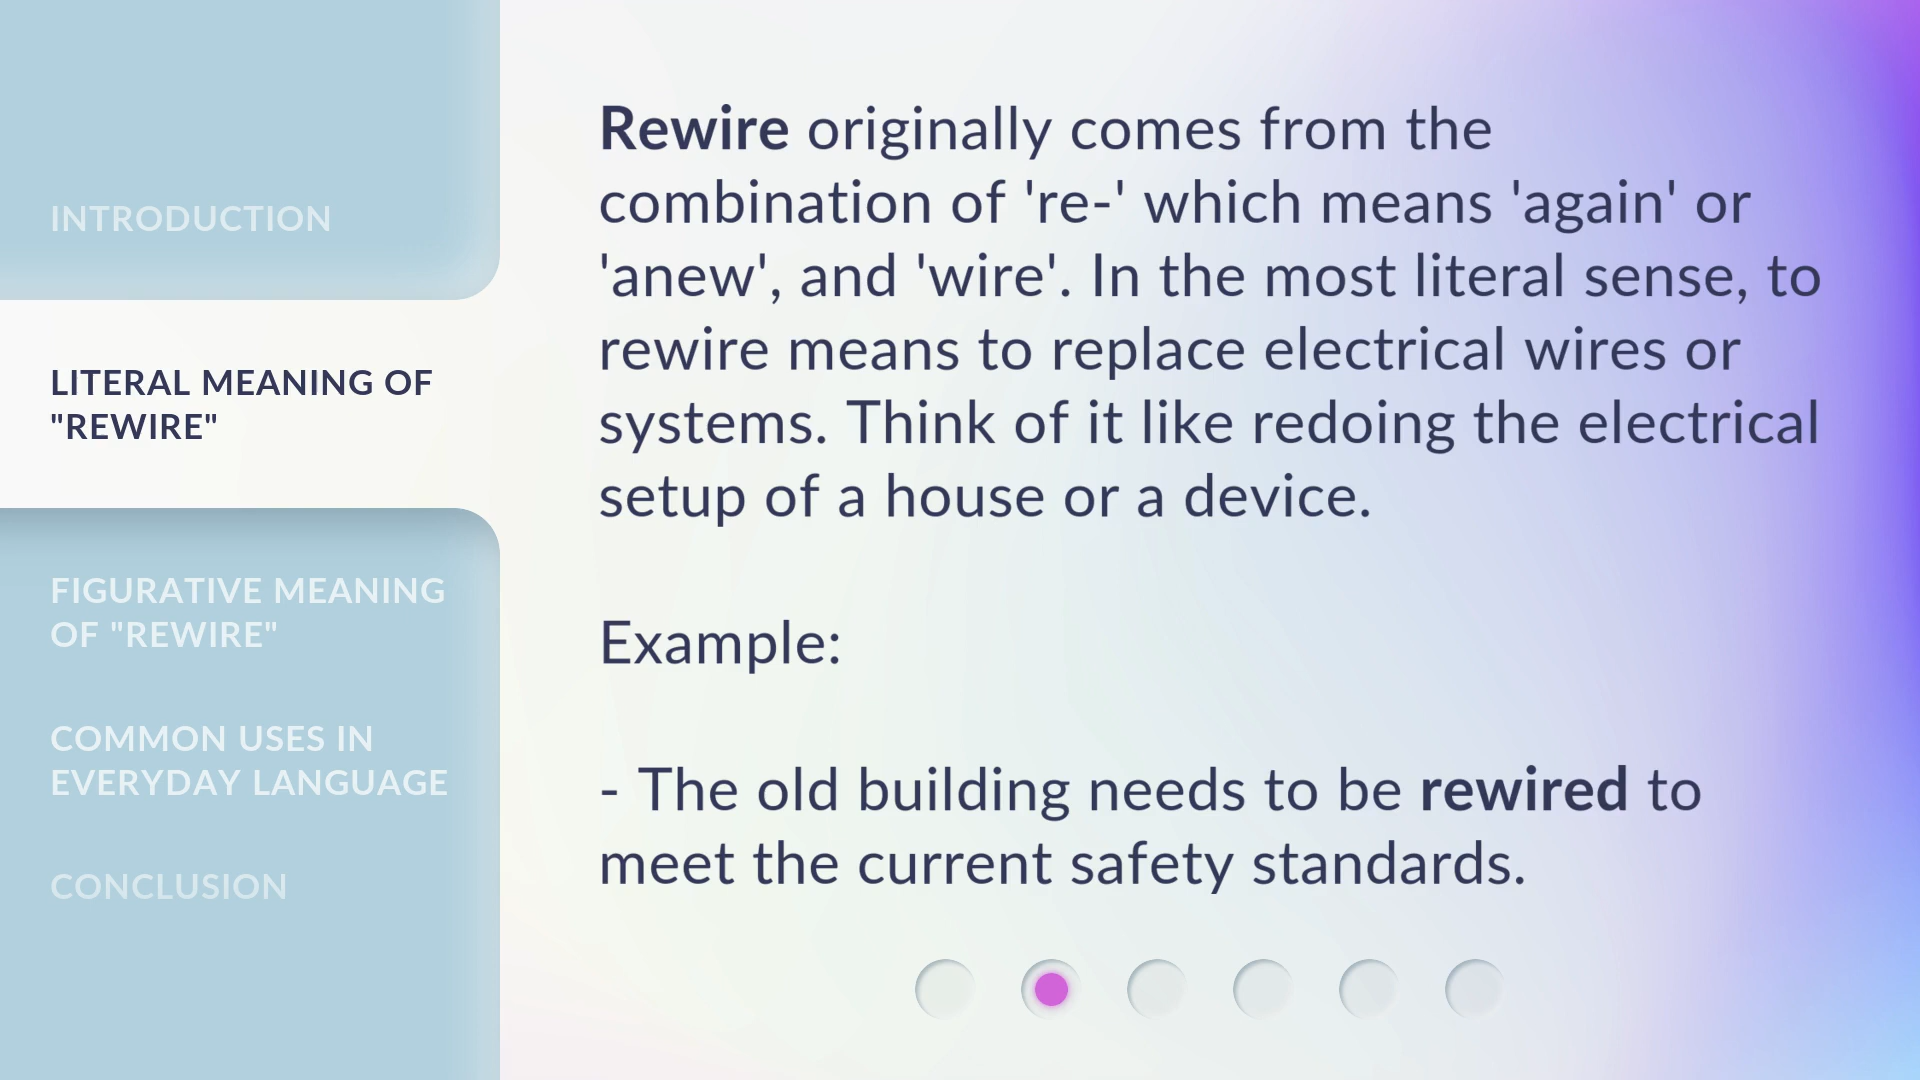 INTRODUCTION
LITERAL MEANING OF
"REWIRE"
FIGURATIVE MEANING
OF "REWIRE"
COMMON USES IN
EVERYDAY LANGUAGE
CONCLUSION
Rewire originally comes from the
combination of 're-' which means 'again' or
'anew', and 'wire'. In the most literal sense, to
rewire means to replace electrical wires or
systems. Think of it like redoing the electrical
setup of a house or a device.
Example:
- The old building needs to be rewired to
meet the current safety standards.